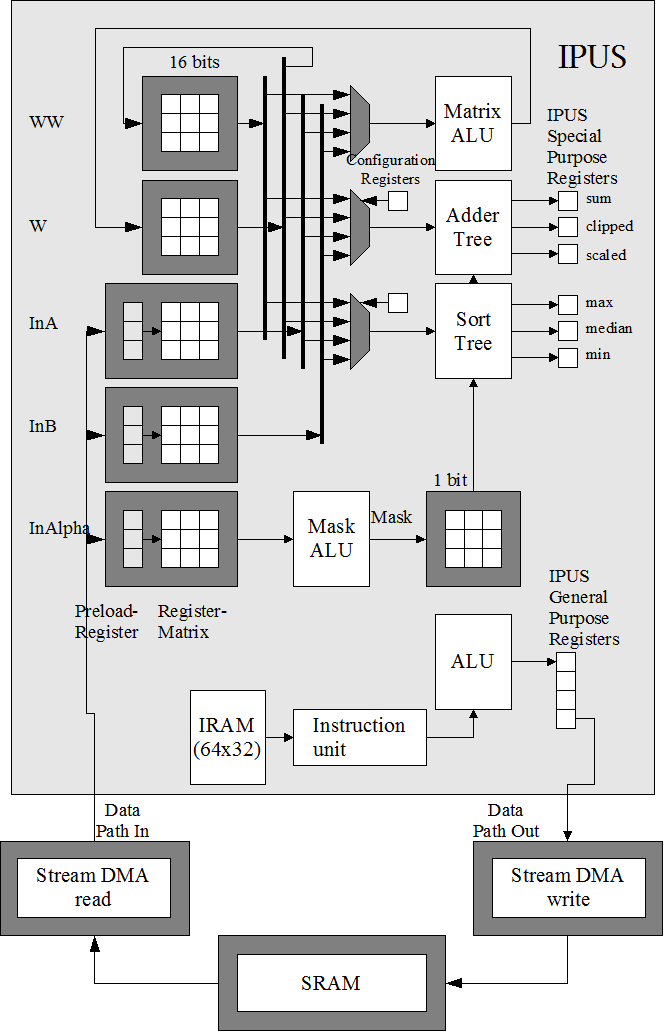 IPUS
16 bits
WW
Matrix
ALU
IPUS
Special
Purpose
Registers
Configuration
Registers
W
Adder
Tree
sum
clipped
scaled
InA
Sort
Tree
max
median
min
InB
1 bit
InAlpha
Mask
ALU
Mask
Preload-
Register
Register-
Matrix
IPUS
General
Purpose
Registers
ALU
IRAM
(64x32)
Instruction
unit
Data
Path In
Data
Path Out
Stream DMA
read
Stream DMA
write
SRAM